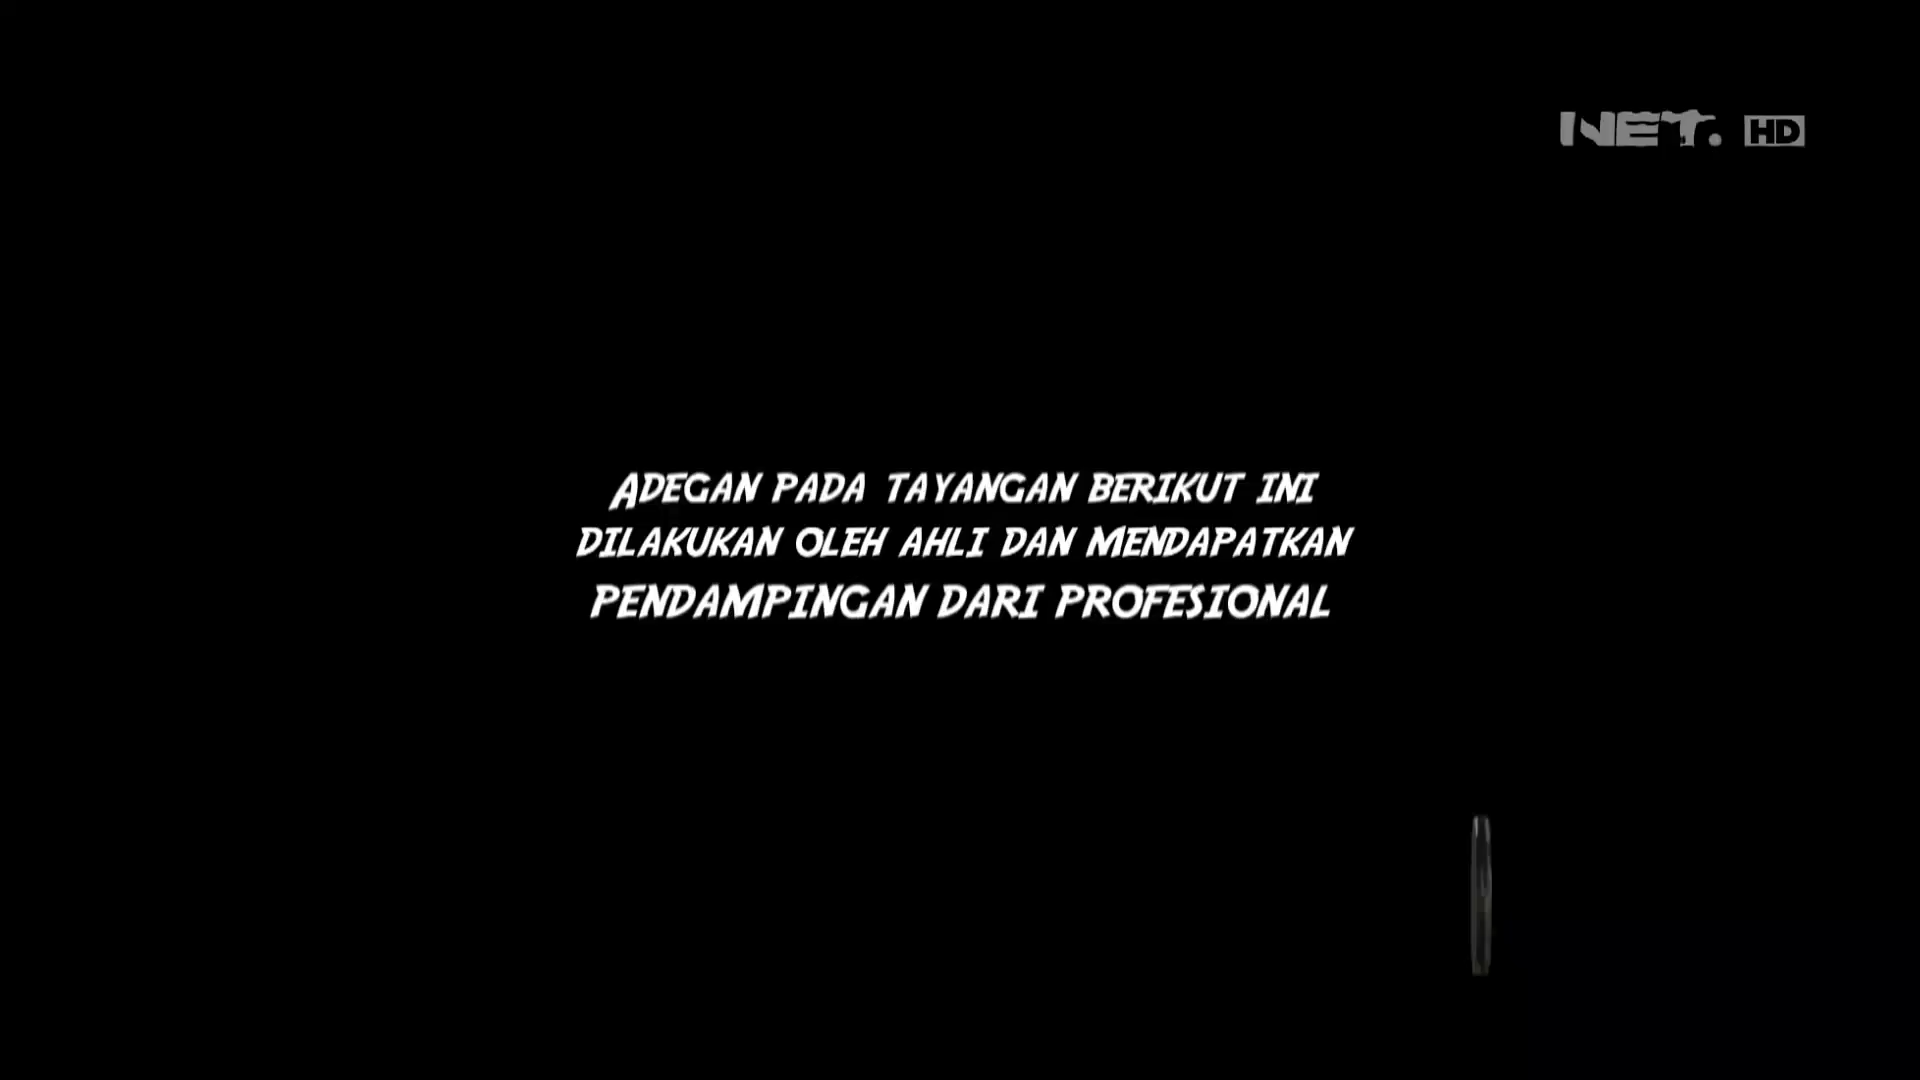 NET. HD
ADEGAN PADA TAYANGAN BERIKUT INI
DILAKUKAN OLEH AHLI DAN MENDAPATKAN
PENDAMPINGAN DARI PROFESIONAL